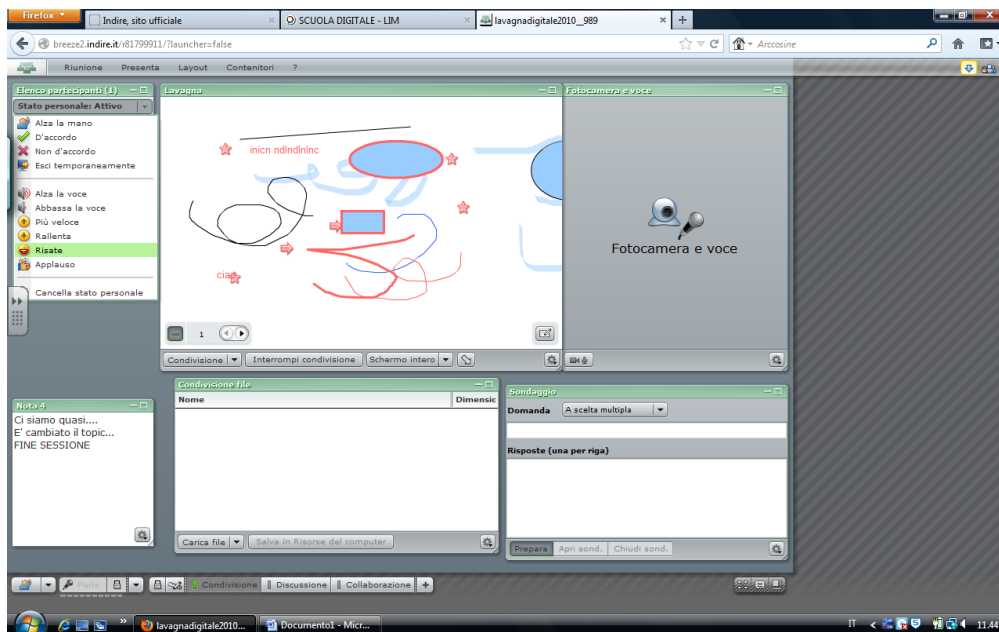 Firefox
Indire, sito ufficiale
SCUOLA DIGITALE - LIM
lavagnadigitale2010__989
breeze2.indire.it/r81799911/?launcher=false
Arccosine
Riunione Presenta Layout Contenitori ?
Elenco partecipanti (1)
Stato personale: Attivo
Alza la mano
D'accordo
Non d'accordo
Esci temporaneamente
Alza la voce
Abbassa la voce
Più veloce
Rallenta
Risate
Applauso
Cancella stato personale
Lavagna
inicn ndlndlnlnc
ciao
1
Condivisione
Interrompi condivisione
Schermo intero
Fotocamera e voce
Fotocamera e voce
Nota 4
Ci siamo quasi....
E' cambiato il topic...
FINE SESSIONE
Condivisione file
Nome Dimensic
Carica file
Salva in Risorse del computer
Sondaggio
Domanda A scelta multipla
Risposte (una per riga)
Prepara Apri sond. Chiudi sond.
Parla
Condivisione Discussione Collaborazione +
lavagnadigitale2010...
Documento1 - Micr...
IT
11.44